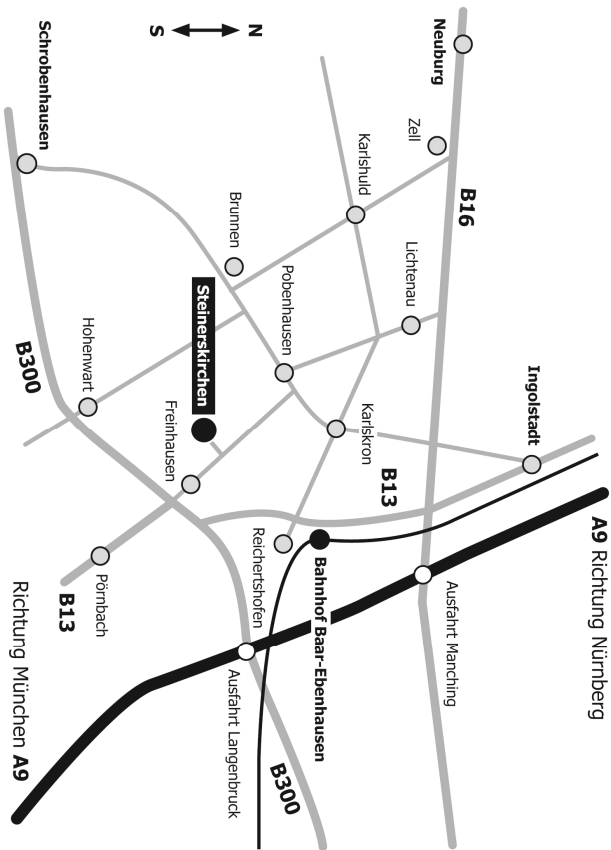 A9 Richtung Nürnberg
Ingolstadt
B16
Neuburg
Zell
Lichtenau
Karlshuld
Karlskron
B13
Ausfahrt Manching
Bahnhof Baar-Ebenhausen
Pobenhausen
Reichertshofen
Brunnen
Steinerskirchen
Freinhausen
Ausfahrt Langenbruck
B300
N
S
Hohenwart
Pörnbach
B13
Schrobenhausen
B300
Richtung München A9